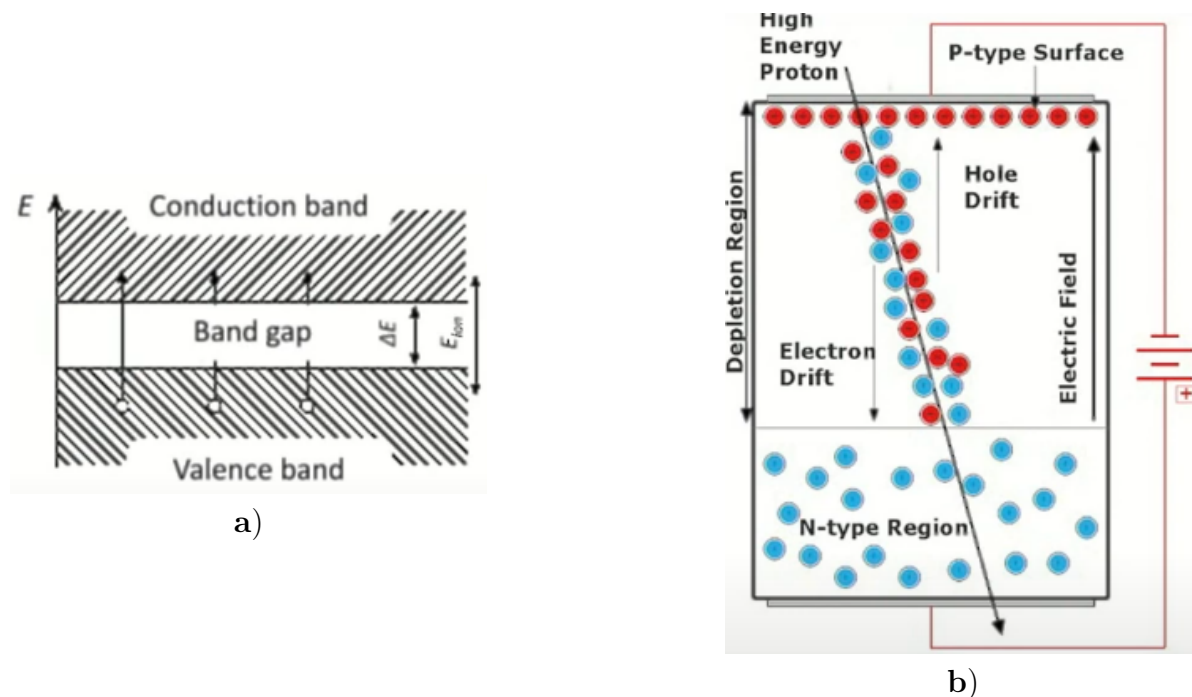 E
Conduction band
Band gap
ΔE
E_ion
Valence band
a)
High
Energy
Proton
P-type Surface
Depletion Region
Hole
Drift
Electron
Drift
Electric Field
+
N-type Region
b)